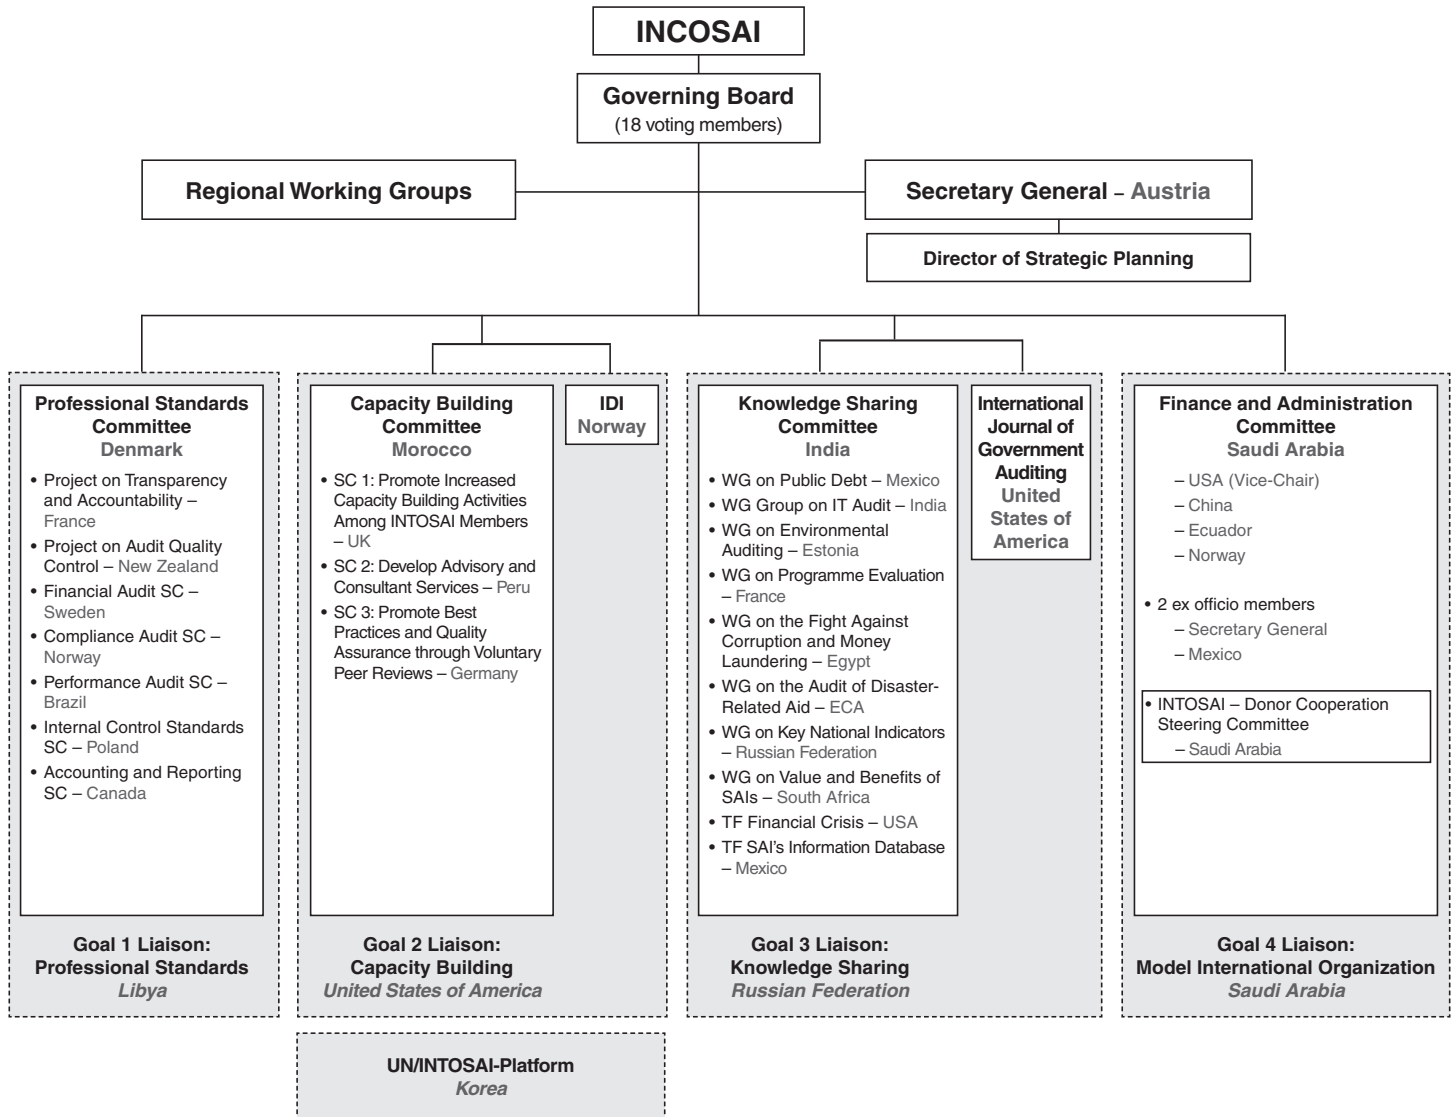 INCOSAI
Governing Board
(18 voting members)
Regional Working Groups
Secretary General – Austria
Director of Strategic Planning
Professional Standards
Committee
Denmark
• Project on Transparency
and Accountability –
France
• Project on Audit Quality
Control – New Zealand
• Financial Audit SC –
Sweden
• Compliance Audit SC –
Norway
• Performance Audit SC –
Brazil
• Internal Control Standards
SC – Poland
• Accounting and Reporting
SC – Canada
Goal 1 Liaison:
Professional Standards
Libya
Capacity Building
Committee
Morocco
• SC 1: Promote Increased
Capacity Building Activities
Among INTOSAI Members
– UK
• SC 2: Develop Advisory and
Consultant Services – Peru
• SC 3: Promote Best
Practices and Quality
Assurance through Voluntary
Peer Reviews – Germany
IDI
Norway
Goal 2 Liaison:
Capacity Building
United States of America
UN/INTOSAI-Platform
Korea
Knowledge Sharing
Committee
India
• WG on Public Debt – Mexico
• WG Group on IT Audit – India
• WG on Environmental
Auditing – Estonia
• WG on Programme Evaluation
– France
• WG on the Fight Against
Corruption and Money
Laundering – Egypt
• WG on the Audit of Disaster-
Related Aid – ECA
• WG on Key National Indicators
– Russian Federation
• WG on Value and Benefits of
SAIs – South Africa
• TF Financial Crisis – USA
• TF SAI's Information Database
– Mexico
International
Journal of
Government
Auditing
United
States of
America
Goal 3 Liaison:
Knowledge Sharing
Russian Federation
Finance and Administration
Committee
Saudi Arabia
– USA (Vice-Chair)
– China
– Ecuador
– Norway
• 2 ex officio members
– Secretary General
– Mexico
• INTOSAI – Donor Cooperation
Steering Committee
– Saudi Arabia
Goal 4 Liaison:
Model International Organization
Saudi Arabia